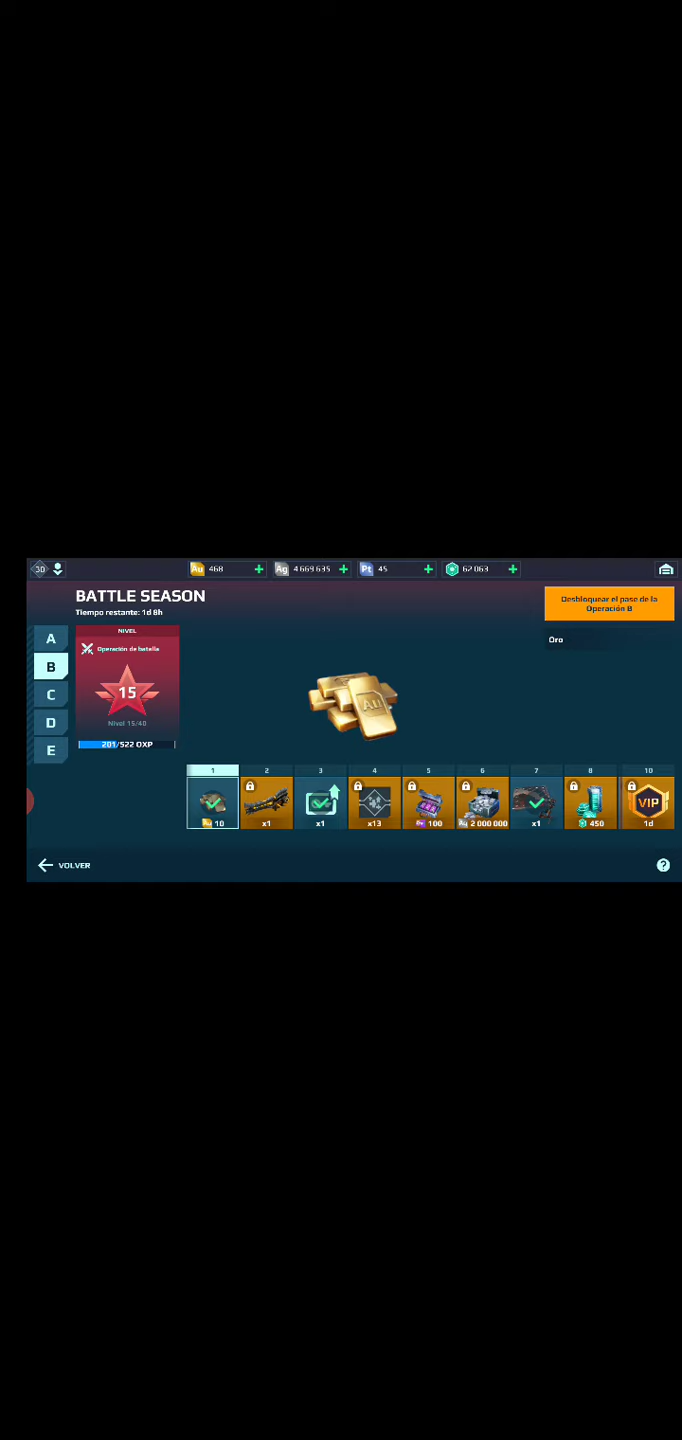 30
Au 468 +
Ag 4 669 635 +
Pt 45 +
62 063 +
BATTLE SEASON
Tiempo restante: 1d 8h
Desbloquear el pase de la
Operación B
Oro
A
B
C
D
E
NIVEL
Operación de batalla
15
Nivel 15/40
201/522 OXP
Au
1 2 3 4 5 6 7 8 10
VIP
10 x1 x1 x13 100 Ag 2 000 000 x1 450 1d
VOLVER
?